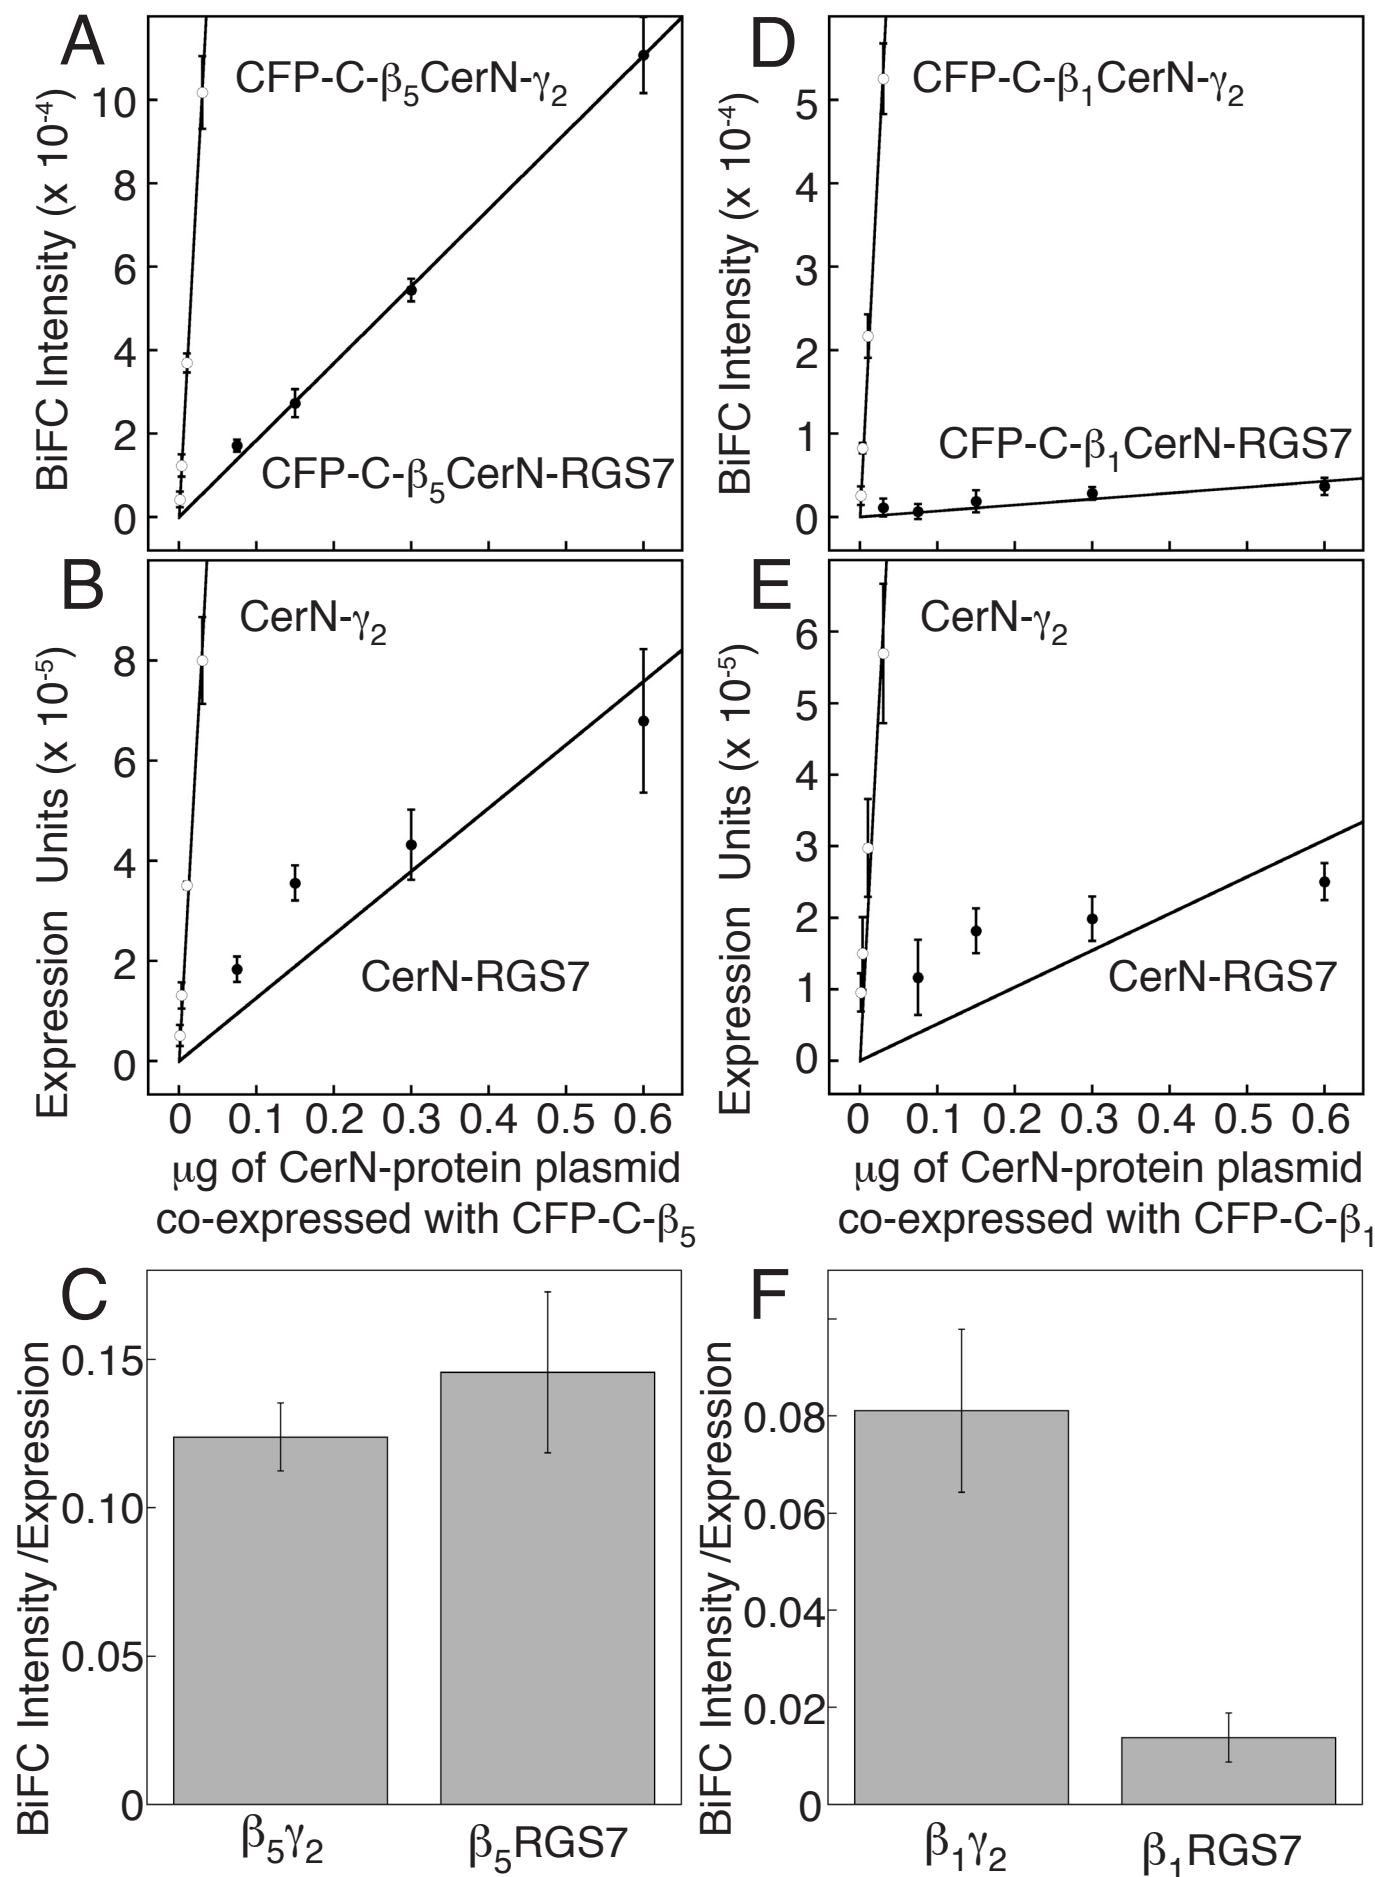 A
CFP-C-β5CerN-γ2
CFP-C-β5CerN-RGS7
BiFC Intensity (x 10-4)
10
8
6
4
2
0
B
CerN-γ2
CerN-RGS7
Expression Units (x 10-5)
8
6
4
2
0
0 0.1 0.2 0.3 0.4 0.5 0.6
μg of CerN-protein plasmid
co-expressed with CFP-C-β5
C
BiFC Intensity /Expression
0.15
0.10
0.05
0
β5γ2 β5RGS7
D
CFP-C-β1CerN-γ2
CFP-C-β1CerN-RGS7
BiFC Intensity (x 10-4)
5
4
3
2
1
0
E
CerN-γ2
CerN-RGS7
Expression Units (x 10-5)
6
5
4
3
2
1
0
0 0.1 0.2 0.3 0.4 0.5 0.6
μg of CerN-protein plasmid
co-expressed with CFP-C-β1
F
BiFC Intensity /Expression
0.08
0.06
0.04
0.02
0
β1γ2 β1RGS7